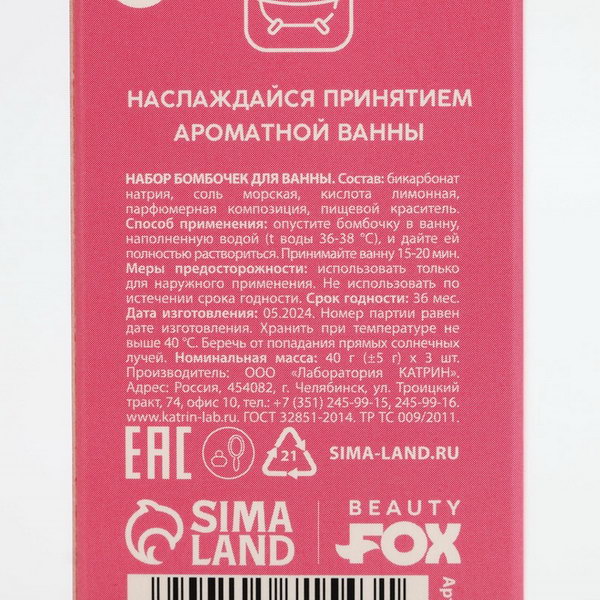 НАСЛАЖДАЙСЯ ПРИНЯТИЕМ
АРОМАТНОЙ ВАННЫ
НАБОР БОМБОЧЕК ДЛЯ ВАННЫ. Состав: бикарбонат
натрия, соль морская, кислота лимонная,
парфюмерная композиция, пищевой краситель.
Способ применения: опустите бомбочку в ванну,
наполненную водой (t воды 36-38 °С), и дайте ей
полностью раствориться. Принимайте ванну 15-20 мин.
Меры предосторожности: использовать только
для наружного применения. Не использовать по
истечении срока годности. Срок годности: 36 мес.
Дата изготовления: 05.2024. Номер партии равен
дате изготовления. Хранить при температуре не
выше 40 °С. Беречь от попадания прямых солнечных
лучей. Номинальная масса: 40 г (±5 г) х 3 шт.
Производитель: ООО «Лаборатория КАТРИН».
Адрес: Россия, 454082, г. Челябинск, ул. Троицкий
тракт, 74, офис 10, тел.: +7 (351) 245-99-15, 245-99-16.
www.katrin-lab.ru. ГОСТ 32851-2014. ТР ТС 009/2011.
EAC 21 SIMA-LAND.RU
SIMA LAND
BEAUTY FOX
Ар